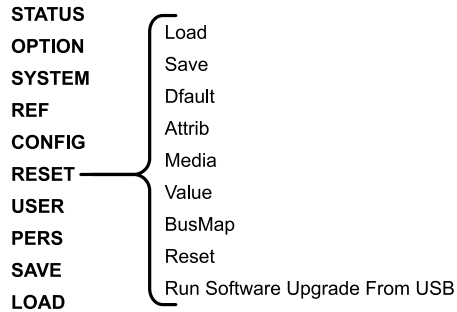 STATUS
OPTION
SYSTEM
REF
CONFIG
RESET
USER
PERS
SAVE
LOAD
Load
Save
Dfault
Attrib
Media
Value
BusMap
Reset
Run Software Upgrade From USB